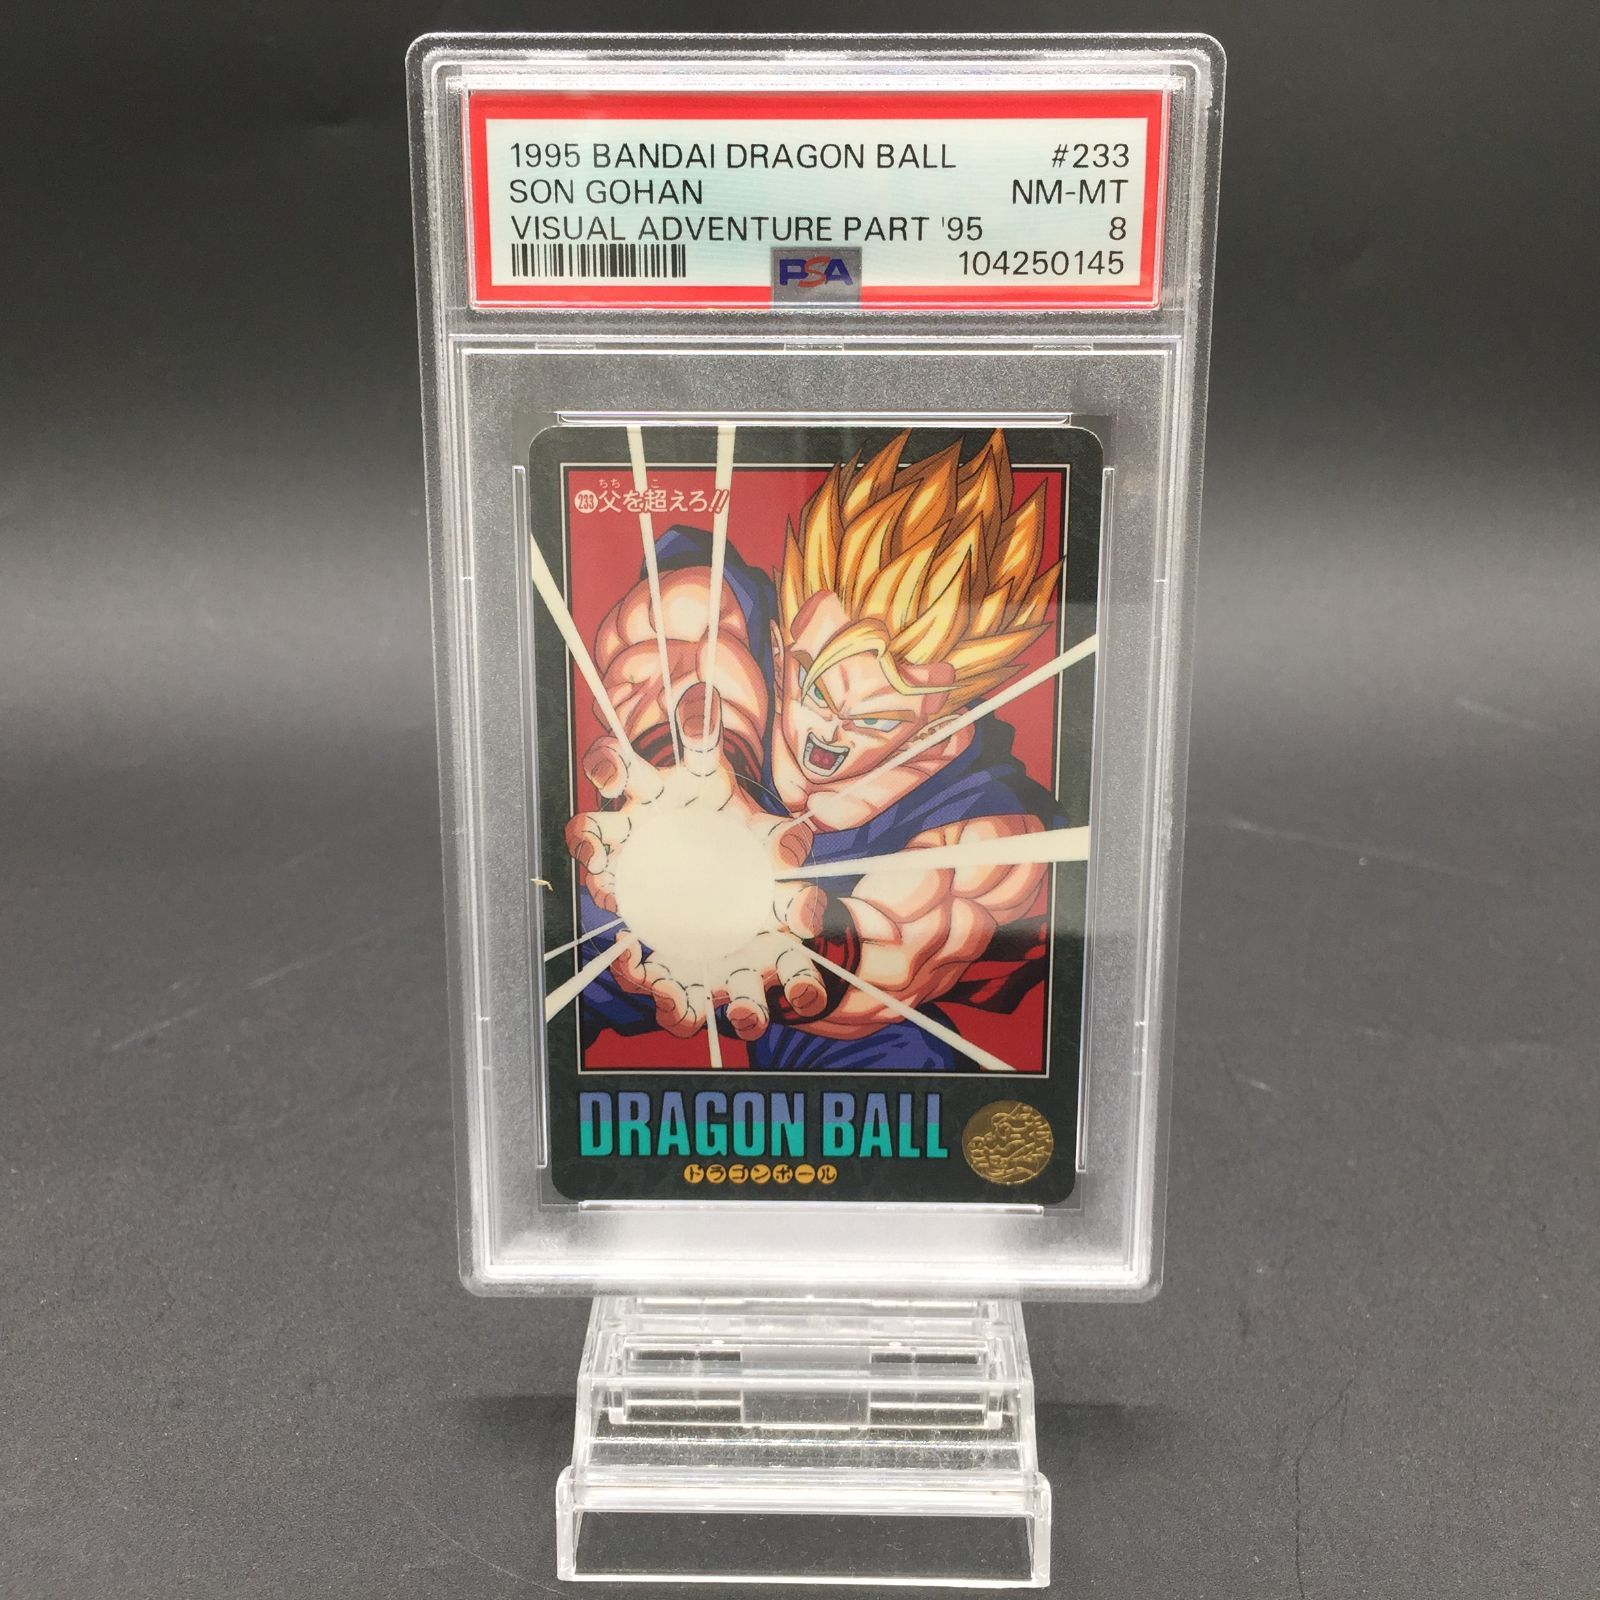 1995 BANDAI DRAGON BALL #233
SON GOHAN NM-MT
VISUAL ADVENTURE PART '95 8
PSA 104250145
ちち こ
233 父を超えろ!!
DRAGON BALL
ドラゴンボール